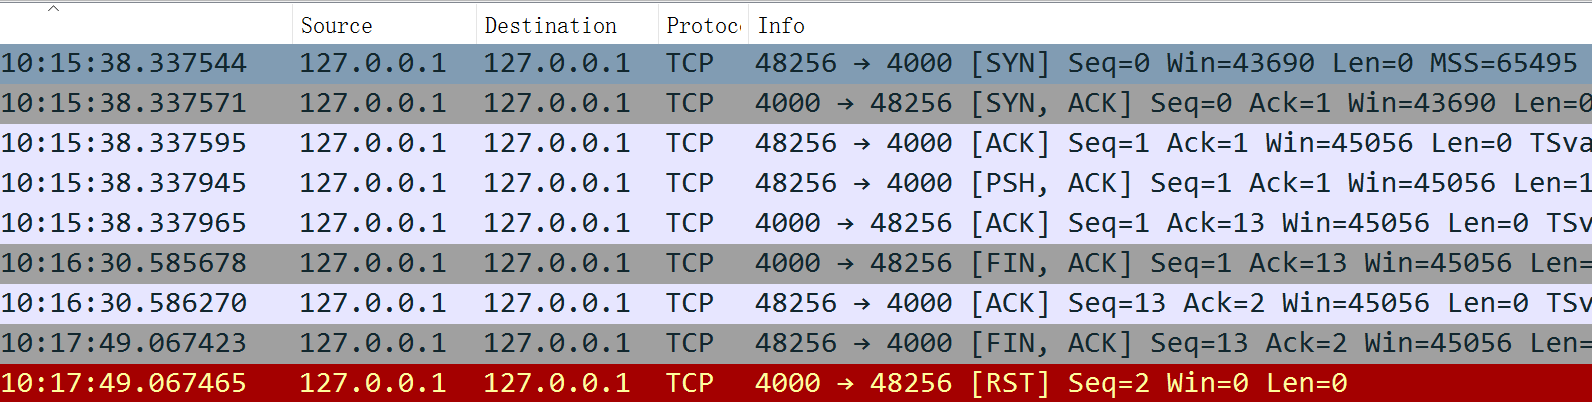 Source Destination Protoc Info
10:15:38.337544 127.0.0.1 127.0.0.1 TCP 48256 → 4000 [SYN] Seq=0 Win=43690 Len=0 MSS=65495
10:15:38.337571 127.0.0.1 127.0.0.1 TCP 4000 → 48256 [SYN, ACK] Seq=0 Ack=1 Win=43690 Len=0
10:15:38.337595 127.0.0.1 127.0.0.1 TCP 48256 → 4000 [ACK] Seq=1 Ack=1 Win=45056 Len=0 TSva
10:15:38.337945 127.0.0.1 127.0.0.1 TCP 48256 → 4000 [PSH, ACK] Seq=1 Ack=1 Win=45056 Len=1
10:15:38.337965 127.0.0.1 127.0.0.1 TCP 4000 → 48256 [ACK] Seq=1 Ack=13 Win=45056 Len=0 TSv
10:16:30.585678 127.0.0.1 127.0.0.1 TCP 4000 → 48256 [FIN, ACK] Seq=1 Ack=13 Win=45056 Len=
10:16:30.586270 127.0.0.1 127.0.0.1 TCP 48256 → 4000 [ACK] Seq=13 Ack=2 Win=45056 Len=0 TSv
10:17:49.067423 127.0.0.1 127.0.0.1 TCP 48256 → 4000 [FIN, ACK] Seq=13 Ack=2 Win=45056 Len=
10:17:49.067465 127.0.0.1 127.0.0.1 TCP 4000 → 48256 [RST] Seq=2 Win=0 Len=0